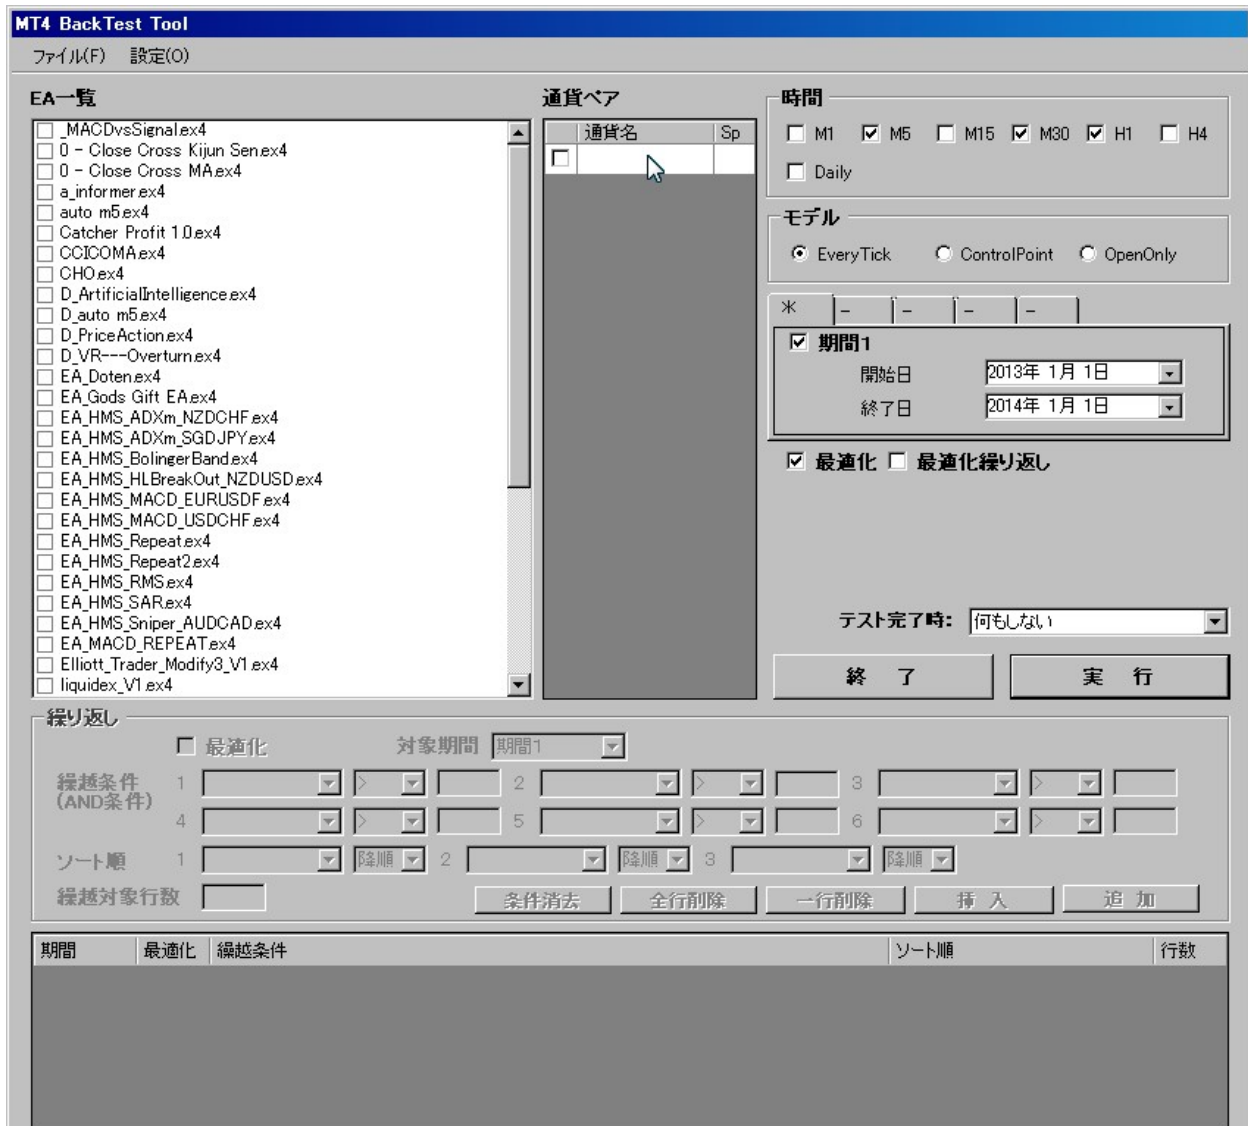 MT4 BackTest Tool
ファイル(F) 設定(O)
EA一覧
_MACDvsSignal.ex4
0 - Close Cross Kijun Sen.ex4
0 - Close Cross MA.ex4
a_informer.ex4
auto m5.ex4
Catcher Profit 1.0.ex4
CCICOMA.ex4
CHO.ex4
D_ArtificialIntelligence.ex4
D_auto m5.ex4
D_PriceAction.ex4
D_VR---Overturn.ex4
EA_Doten.ex4
EA_Gods Gift EA.ex4
EA_HMS_ADXm_NZDCHF.ex4
EA_HMS_ADXm_SGDJPY.ex4
EA_HMS_BolingerBand.ex4
EA_HMS_HLBreakOut_NZDUSD.ex4
EA_HMS_MACD_EURUSDF.ex4
EA_HMS_MACD_USDCHF.ex4
EA_HMS_Repeat.ex4
EA_HMS_Repeat2.ex4
EA_HMS_RMS.ex4
EA_HMS_SAR.ex4
EA_HMS_Sniper_AUDCAD.ex4
EA_MACD_REPEAT.ex4
Elliott_Trader_Modify3_V1.ex4
liquidex_V1.ex4
通貨ペア
通貨名 Sp
時間
M1 M5 M15 M30 H1 H4
Daily
モデル
EveryTick ControlPoint OpenOnly
* - - - -
期間1
開始日 2013年 1月 1日
終了日 2014年 1月 1日
最適化 最適化繰り返し
テスト完了時: 何もしない
終 了 実 行
繰り返し
最適化 対象期間 期間1
繰越条件 1 > 2 > 3 >
(AND条件)
4 > 5 > 6 >
ソート順 1 降順 2 降順 3 降順
繰越対象行数 条件消去 全行削除 一行削除 挿 入 追 加
期間 最適化 繰越条件 ソート順 行数